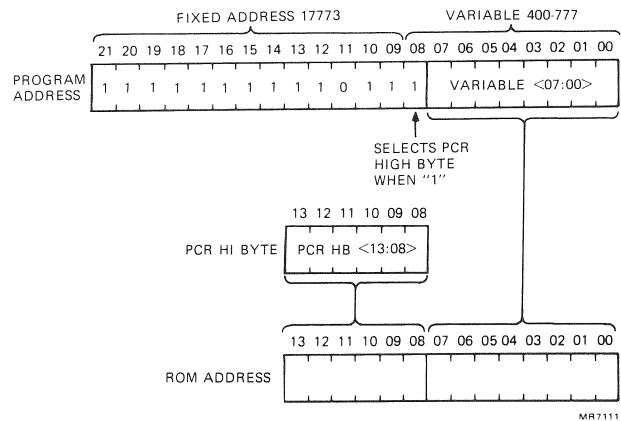 FIXED ADDRESS 17773 VARIABLE 400-777
21 20 19 18 17 16 15 14 13 12 11 10 09 08 07 06 05 04 03 02 01 00
PROGRAM
ADDRESS
1 1 1 1 1 1 1 1 1 1 0 1 1 1 VARIABLE <07:00>
SELECTS PCR
HIGH BYTE
WHEN "1"
13 12 11 10 09 08
PCR HI BYTE PCR HB <13:08>
13 12 11 10 09 08 07 06 05 04 03 02 01 00
ROM ADDRESS
MR7111